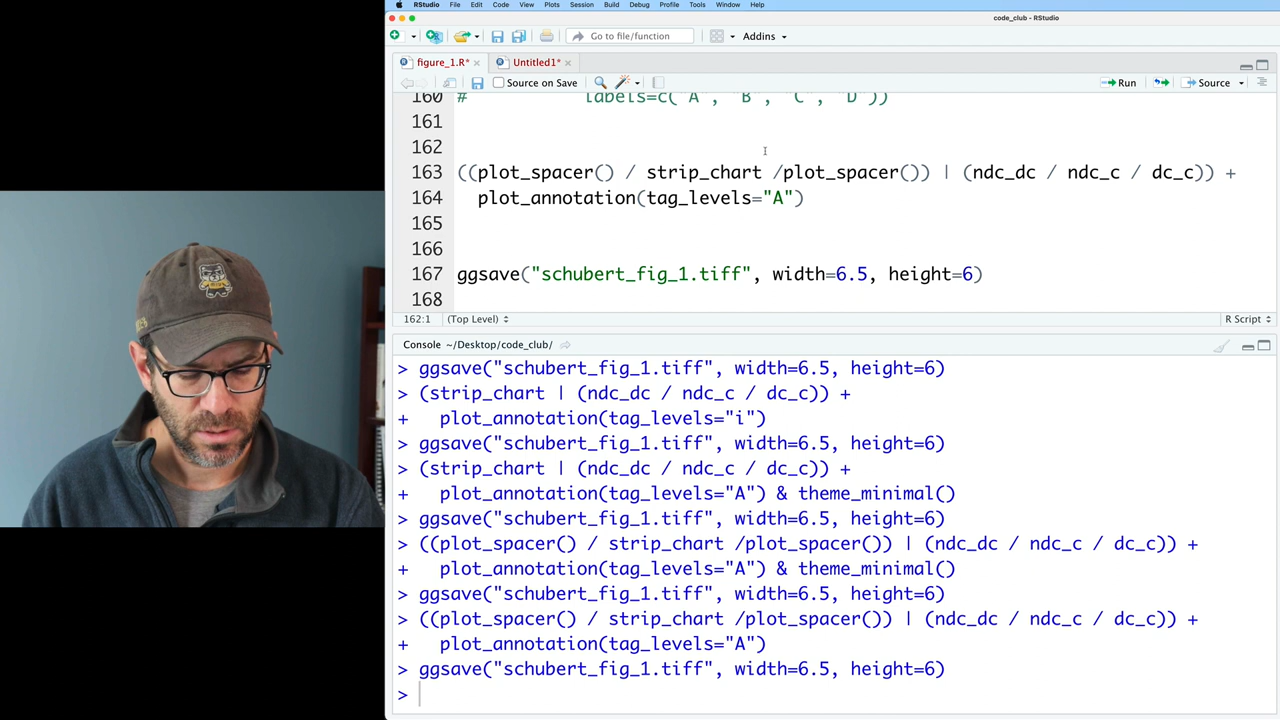 RStudio File Edit Code View Plots Session Build Debug Profile Tools Window Help
code_club - RStudio
Go to file/function Addins
figure_1.R* Untitled1*
Source on Save Run Source
160 # labels=c("A", "B", "C", "D"))
161
162
163 ((plot_spacer() / strip_chart /plot_spacer()) | (ndc_dc / ndc_c / dc_c)) +
164 plot_annotation(tag_levels="A")
165
166
167 ggsave("schubert_fig_1.tiff", width=6.5, height=6)
168
162:1 (Top Level) R Script
Console ~/Desktop/code_club/
> ggsave("schubert_fig_1.tiff", width=6.5, height=6)
> (strip_chart | (ndc_dc / ndc_c / dc_c)) +
+ plot_annotation(tag_levels="i")
> ggsave("schubert_fig_1.tiff", width=6.5, height=6)
> (strip_chart | (ndc_dc / ndc_c / dc_c)) +
+ plot_annotation(tag_levels="A") & theme_minimal()
> ggsave("schubert_fig_1.tiff", width=6.5, height=6)
> ((plot_spacer() / strip_chart /plot_spacer()) | (ndc_dc / ndc_c / dc_c)) +
+ plot_annotation(tag_levels="A") & theme_minimal()
> ggsave("schubert_fig_1.tiff", width=6.5, height=6)
> ((plot_spacer() / strip_chart /plot_spacer()) | (ndc_dc / ndc_c / dc_c)) +
+ plot_annotation(tag_levels="A")
> ggsave("schubert_fig_1.tiff", width=6.5, height=6)
>